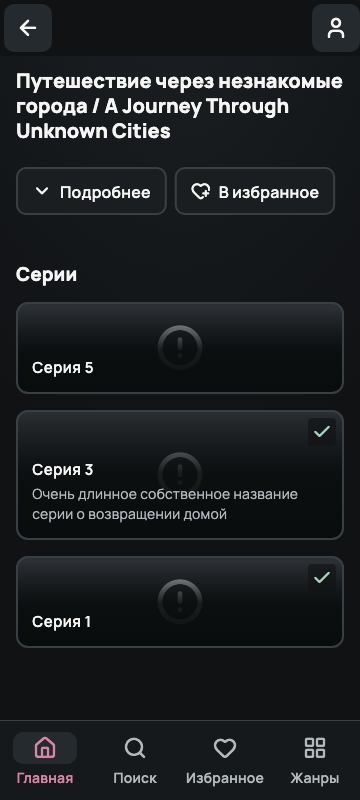 Путешествие через незнакомые
города / A Journey Through
Unknown Cities
Подробнее
В избранное
Серии
Серия 5
Серия 3
Очень длинное собственное название
серии о возвращении домой
Серия 1
Главная
Поиск
Избранное
Жанры